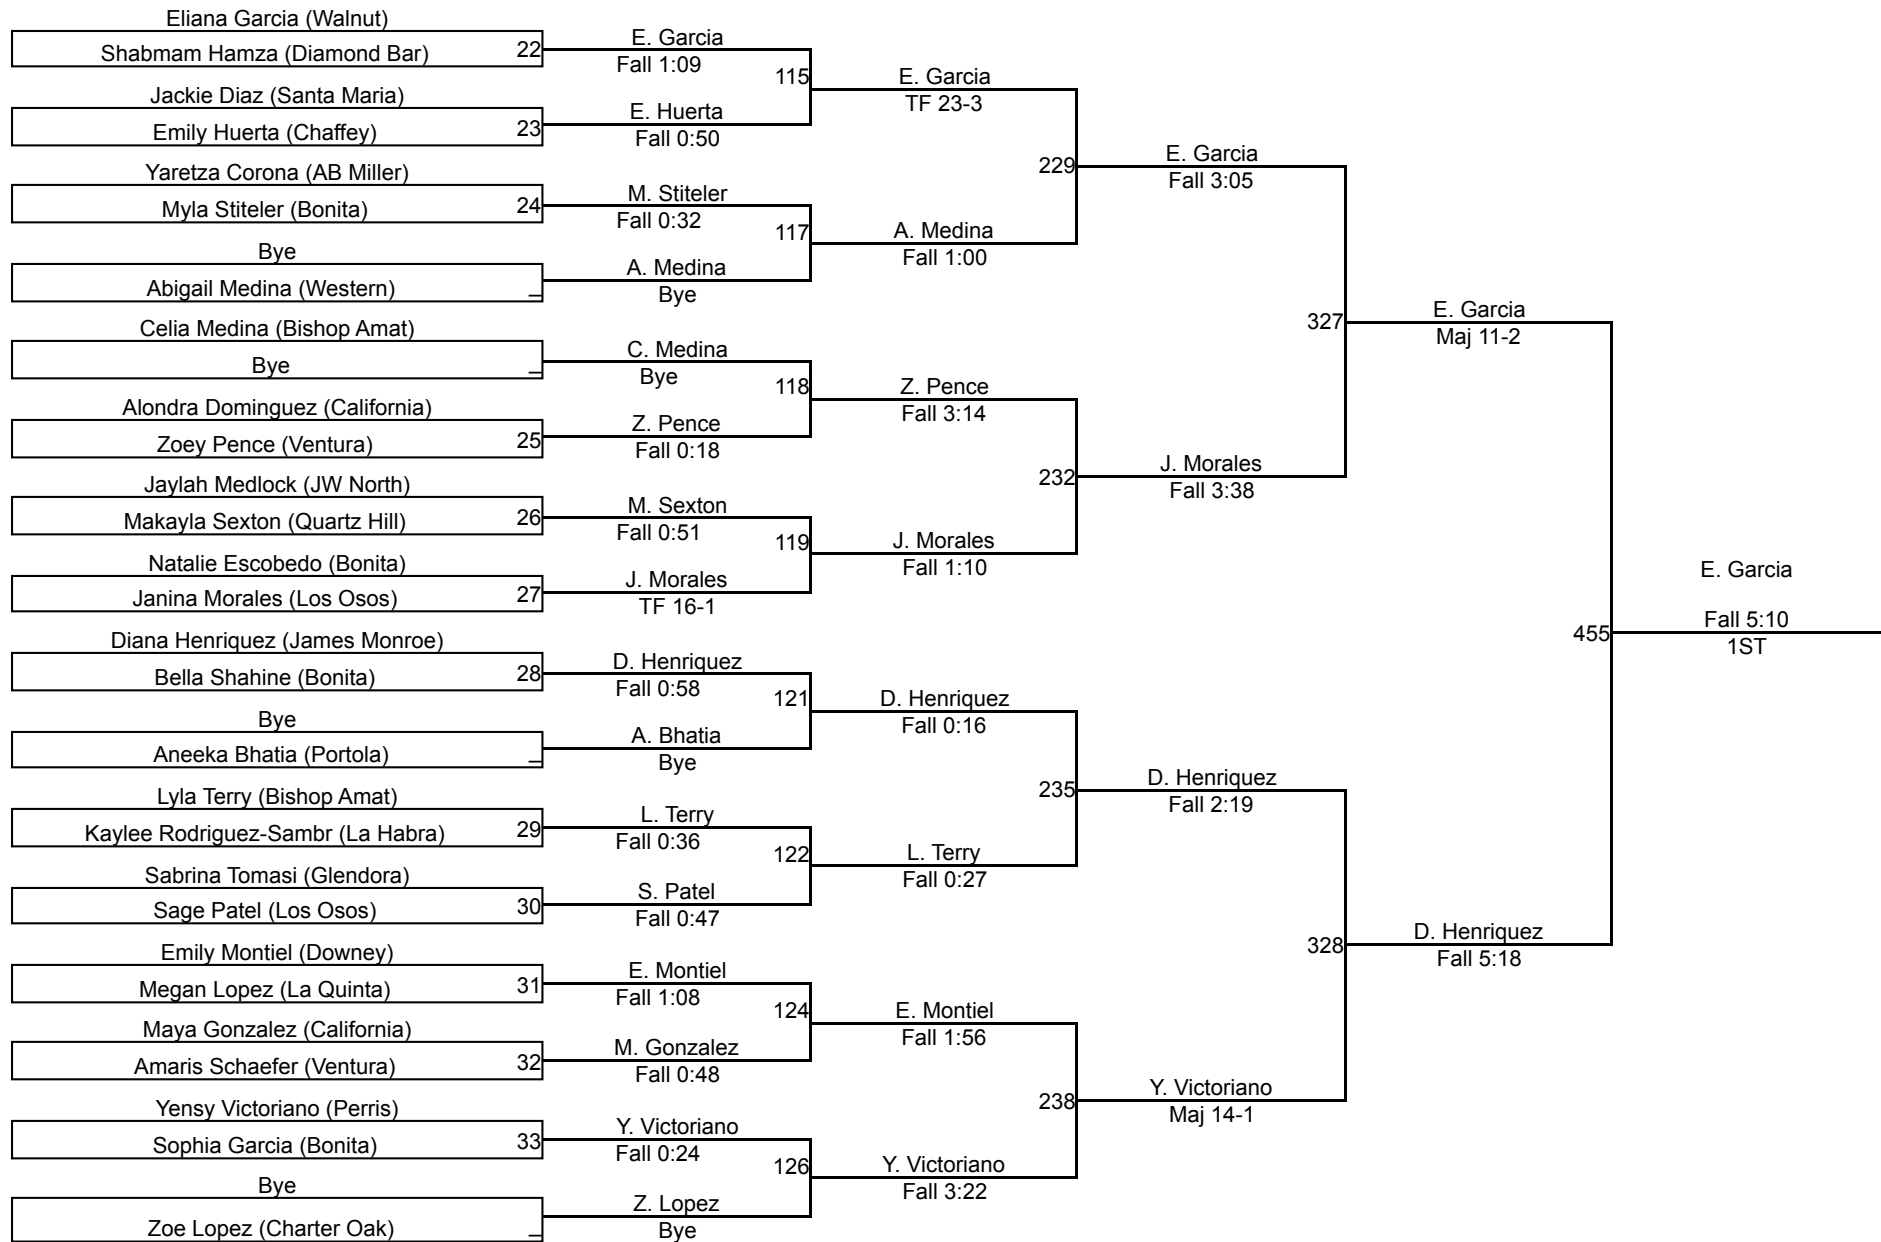 Eliana Garcia (Walnut)
Shabmam Hamza (Diamond Bar) 22
Jackie Diaz (Santa Maria)
Emily Huerta (Chaffey) 23
Yaretza Corona (AB Miller)
Myla Stiteler (Bonita) 24
Bye
Abigail Medina (Western) _
Celia Medina (Bishop Amat)
Bye _
Alondra Dominguez (California)
Zoey Pence (Ventura) 25
Jaylah Medlock (JW North)
Makayla Sexton (Quartz Hill) 26
Natalie Escobedo (Bonita)
Janina Morales (Los Osos) 27
Diana Henriquez (James Monroe)
Bella Shahine (Bonita) 28
Bye
Aneeka Bhatia (Portola) _
Lyla Terry (Bishop Amat)
Kaylee Rodriguez-Sambr (La Habra) 29
Sabrina Tomasi (Glendora)
Sage Patel (Los Osos) 30
Emily Montiel (Downey)
Megan Lopez (La Quinta) 31
Maya Gonzalez (California)
Amaris Schaefer (Ventura) 32
Yensy Victoriano (Perris)
Sophia Garcia (Bonita) 33
Bye
Zoe Lopez (Charter Oak) _
E. Garcia
Fall 1:09
115
E. Huerta
Fall 0:50
M. Stiteler
Fall 0:32
117
A. Medina
Bye
C. Medina
Bye
118
Z. Pence
Fall 0:18
M. Sexton
Fall 0:51
119
J. Morales
TF 16-1
D. Henriquez
Fall 0:58
121
A. Bhatia
Bye
L. Terry
Fall 0:36
122
S. Patel
Fall 0:47
E. Montiel
Fall 1:08
124
M. Gonzalez
Fall 0:48
Y. Victoriano
Fall 0:24
126
Z. Lopez
Bye
E. Garcia
TF 23-3
229
A. Medina
Fall 1:00
Z. Pence
Fall 3:14
232
J. Morales
Fall 1:10
D. Henriquez
Fall 0:16
235
L. Terry
Fall 0:27
E. Montiel
Fall 1:56
238
Y. Victoriano
Fall 3:22
E. Garcia
Fall 3:05
327
J. Morales
Fall 3:38
D. Henriquez
Fall 2:19
328
Y. Victoriano
Maj 14-1
E. Garcia
Maj 11-2
455
D. Henriquez
Fall 5:18
E. Garcia
Fall 5:10
1ST